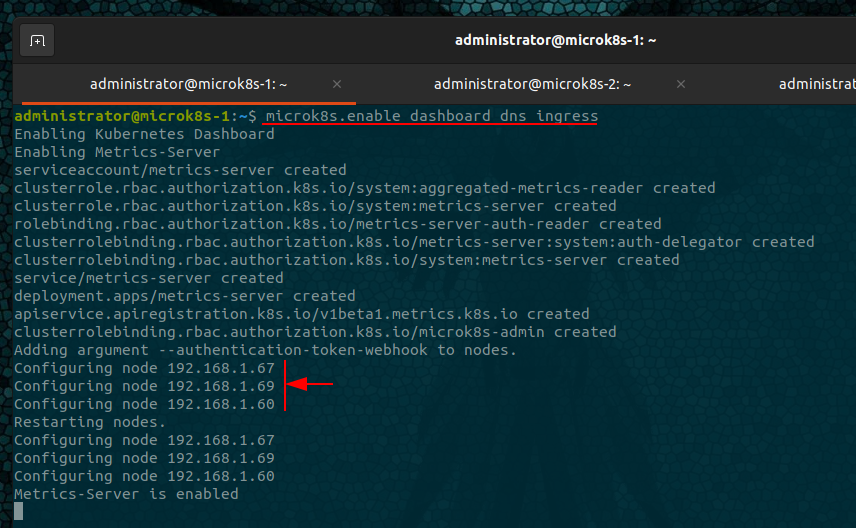 administrator@microk8s-1: ~
administrator@microk8s-1: ~ × administrator@microk8s-2: ~ × administrat
administrator@microk8s-1:~$ microk8s.enable dashboard dns ingress
Enabling Kubernetes Dashboard
Enabling Metrics-Server
serviceaccount/metrics-server created
clusterrole.rbac.authorization.k8s.io/system:aggregated-metrics-reader created
clusterrole.rbac.authorization.k8s.io/system:metrics-server created
rolebinding.rbac.authorization.k8s.io/metrics-server-auth-reader created
clusterrolebinding.rbac.authorization.k8s.io/metrics-server:system:auth-delegator created
clusterrolebinding.rbac.authorization.k8s.io/system:metrics-server created
service/metrics-server created
deployment.apps/metrics-server created
apiservice.apiregistration.k8s.io/v1beta1.metrics.k8s.io created
clusterrolebinding.rbac.authorization.k8s.io/microk8s-admin created
Adding argument --authentication-token-webhook to nodes.
Configuring node 192.168.1.67
Configuring node 192.168.1.69
Configuring node 192.168.1.60
Restarting nodes.
Configuring node 192.168.1.67
Configuring node 192.168.1.69
Configuring node 192.168.1.60
Metrics-Server is enabled